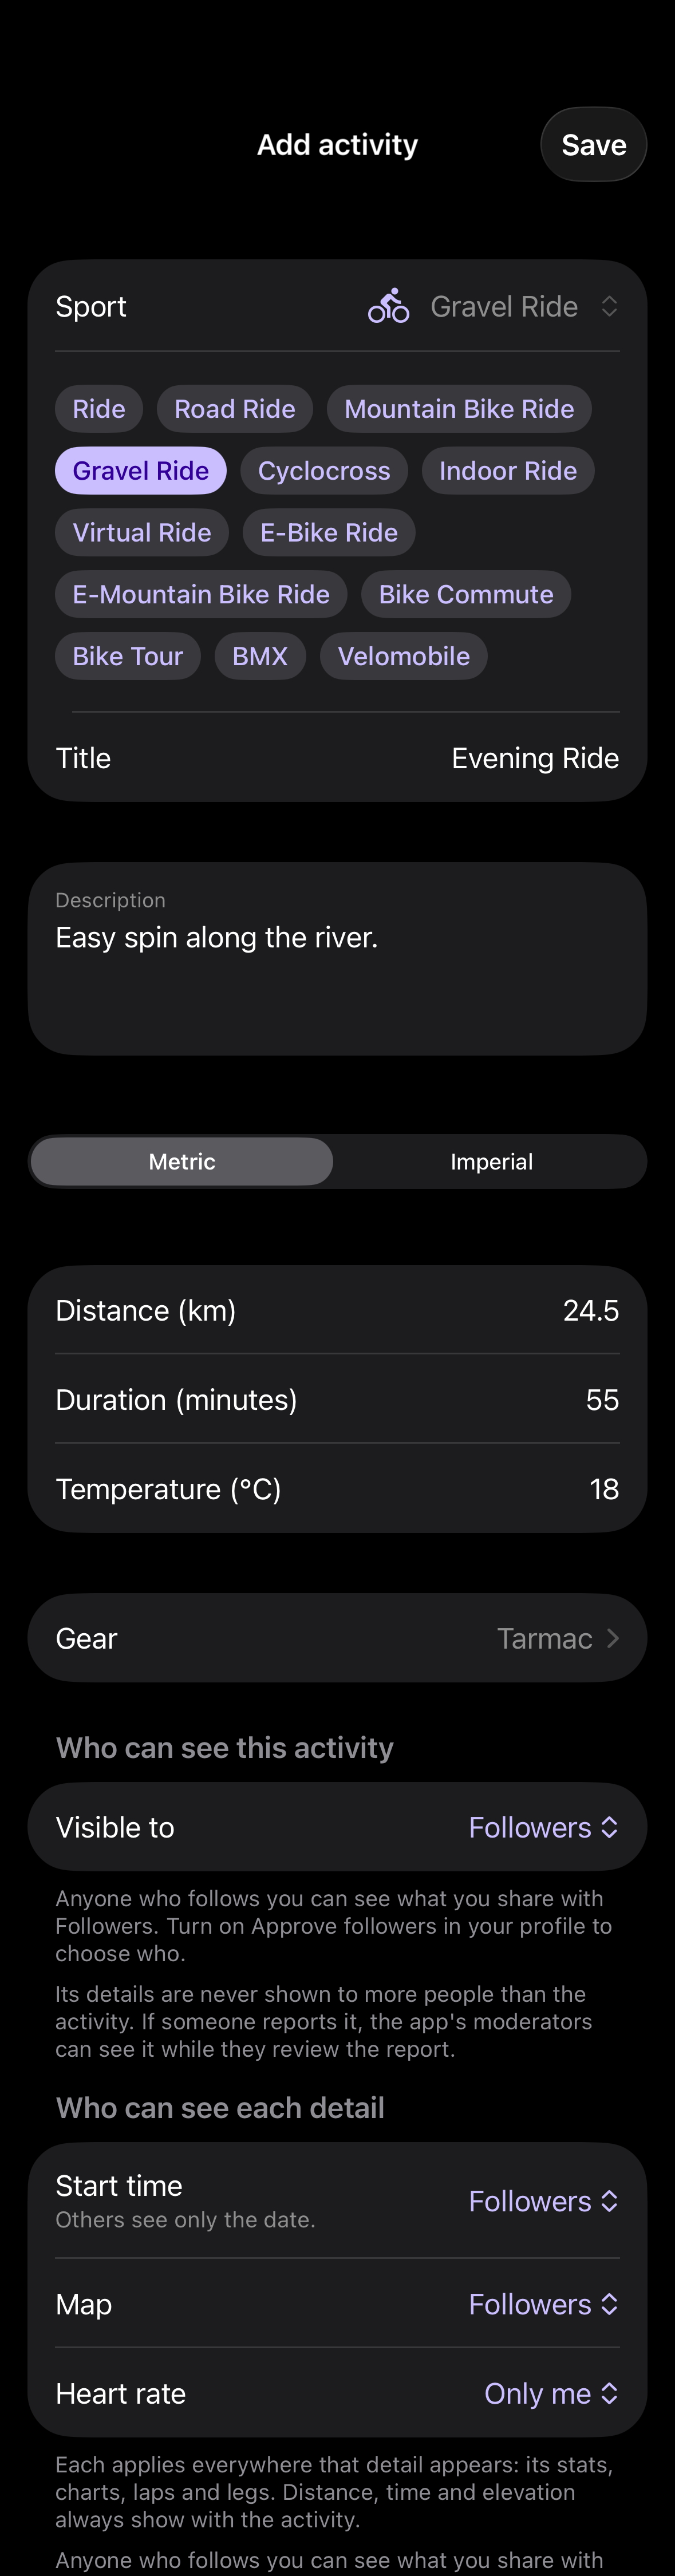 Add activity
Save
Sport
Gravel Ride
Ride
Road Ride
Mountain Bike Ride
Gravel Ride
Cyclocross
Indoor Ride
Virtual Ride
E-Bike Ride
E-Mountain Bike Ride
Bike Commute
Bike Tour
BMX
Velomobile
Title
Evening Ride
Description
Easy spin along the river.
Metric
Imperial
Distance (km)
24.5
Duration (minutes)
55
Temperature (°C)
18
Gear
Tarmac
Who can see this activity
Visible to
Followers
Anyone who follows you can see what you share with
Followers. Turn on Approve followers in your profile to
choose who.
Its details are never shown to more people than the
activity. If someone reports it, the app's moderators
can see it while they review the report.
Who can see each detail
Start time
Others see only the date.
Followers
Map
Followers
Heart rate
Only me
Each applies everywhere that detail appears: its stats,
charts, laps and legs. Distance, time and elevation
always show with the activity.
Anyone who follows you can see what you share with